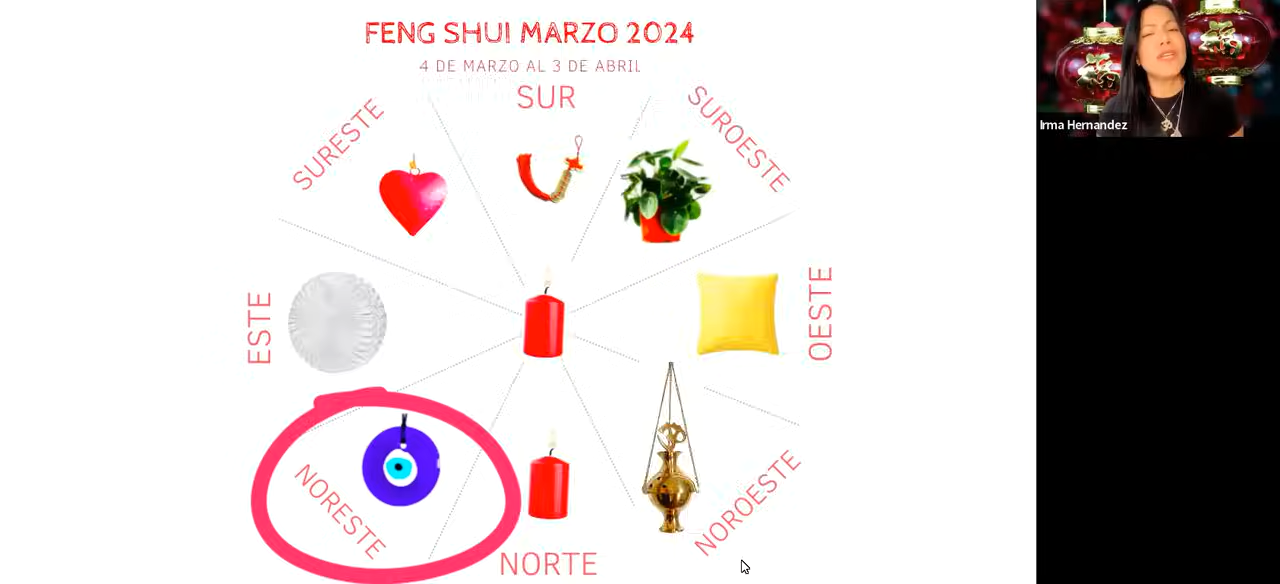 FENG SHUI MARZO 2024
4 DE MARZO AL 3 DE ABRIL
SUR
SURESTE
SUROESTE
Irma Hernandez
ESTE
OESTE
NORESTE
NORTE
NOROESTE